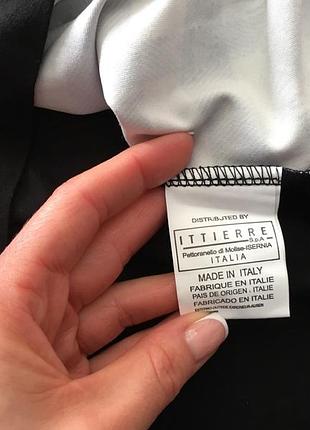 DISTRIBUTED BY
ITTIERRE
S.p.A
Pettoranello di Molise-ISERNIA
ITALIA
MADE IN ITALY
FABRIQUE EN ITALIE
PAIS DE ORIGEN : ITALIE
FABRICADO EN ITALIE